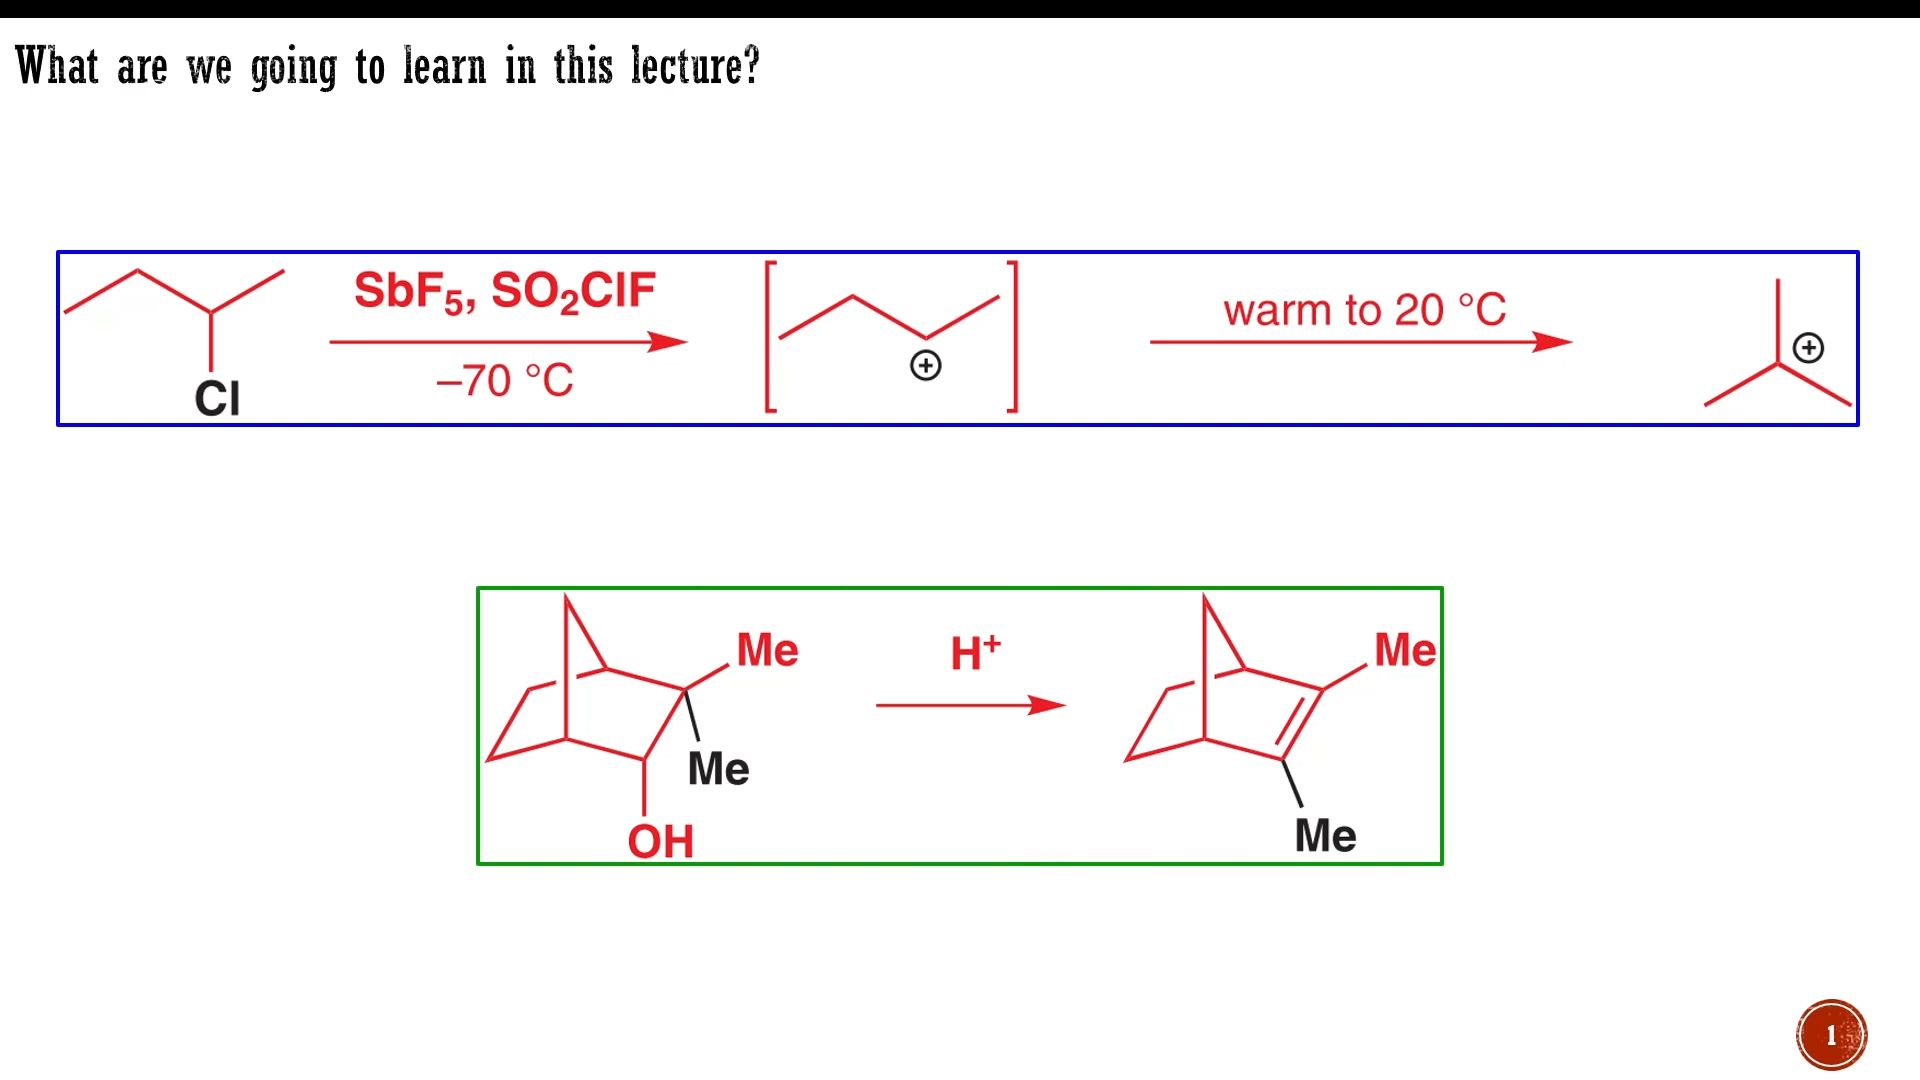 What are we going to learn in this lecture?
SbF₅, SO₂ClF
–70 °C
Cl
⊕
warm to 20 °C
⊕
Me
Me
OH
H⁺
Me
Me
1